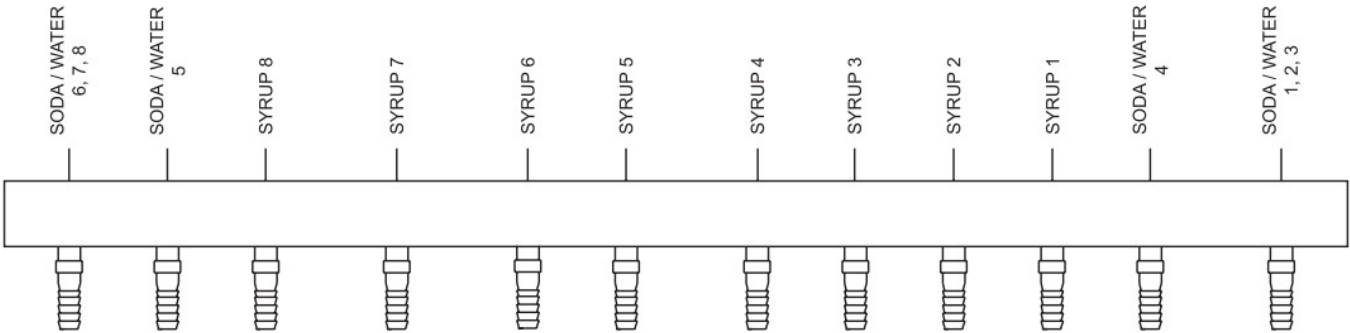 SODA / WATER
6, 7, 8
SODA / WATER
5
SYRUP 8
SYRUP 7
SYRUP 6
SYRUP 5
SYRUP 4
SYRUP 3
SYRUP 2
SYRUP 1
SODA / WATER
4
SODA / WATER
1, 2, 3